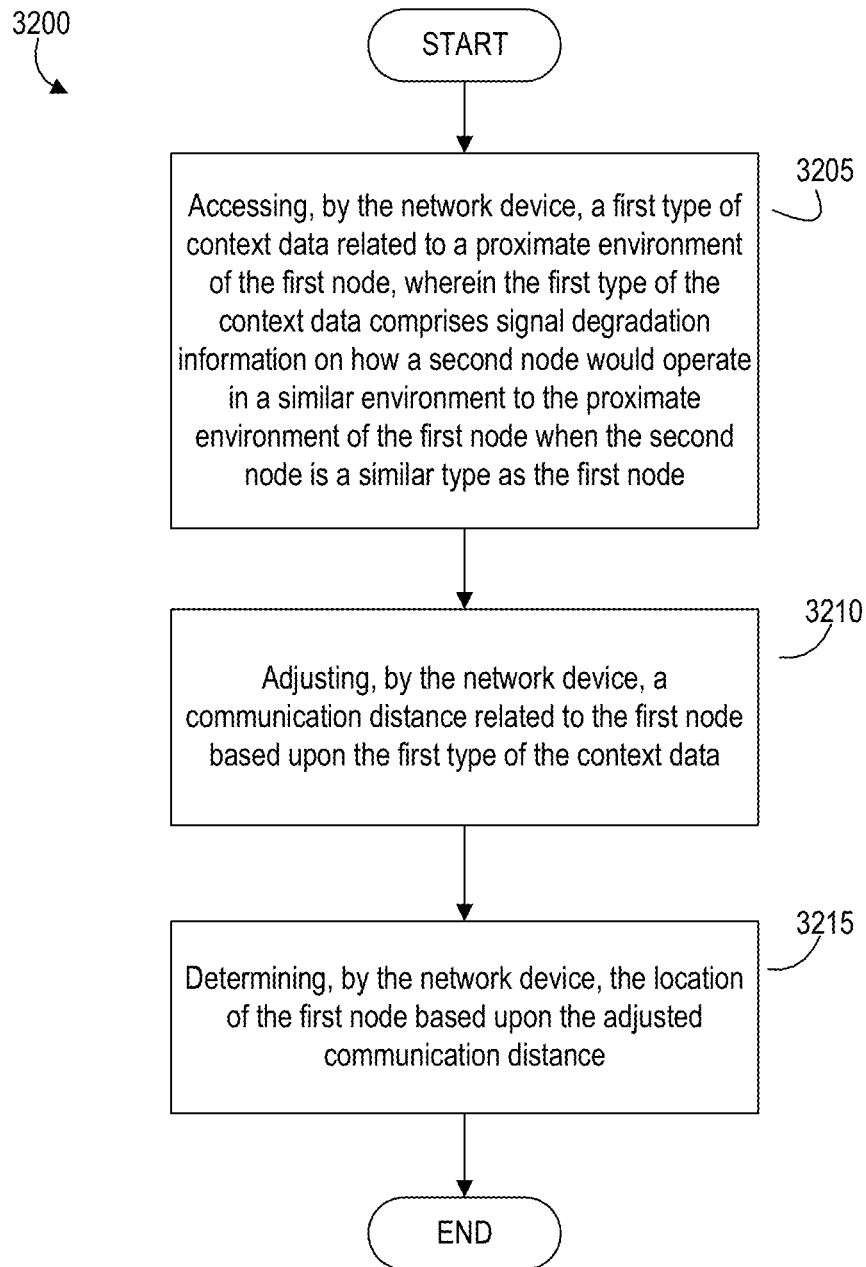 3200
START
3205
Accessing, by the network device, a first type of
context data related to a proximate environment
of the first node, wherein the first type of the
context data comprises signal degradation
information on how a second node would operate
in a similar environment to the proximate
environment of the first node when the second
node is a similar type as the first node
3210
Adjusting, by the network device, a
communication distance related to the first node
based upon the first type of the context data
3215
Determining, by the network device, the location
of the first node based upon the adjusted
communication distance
END